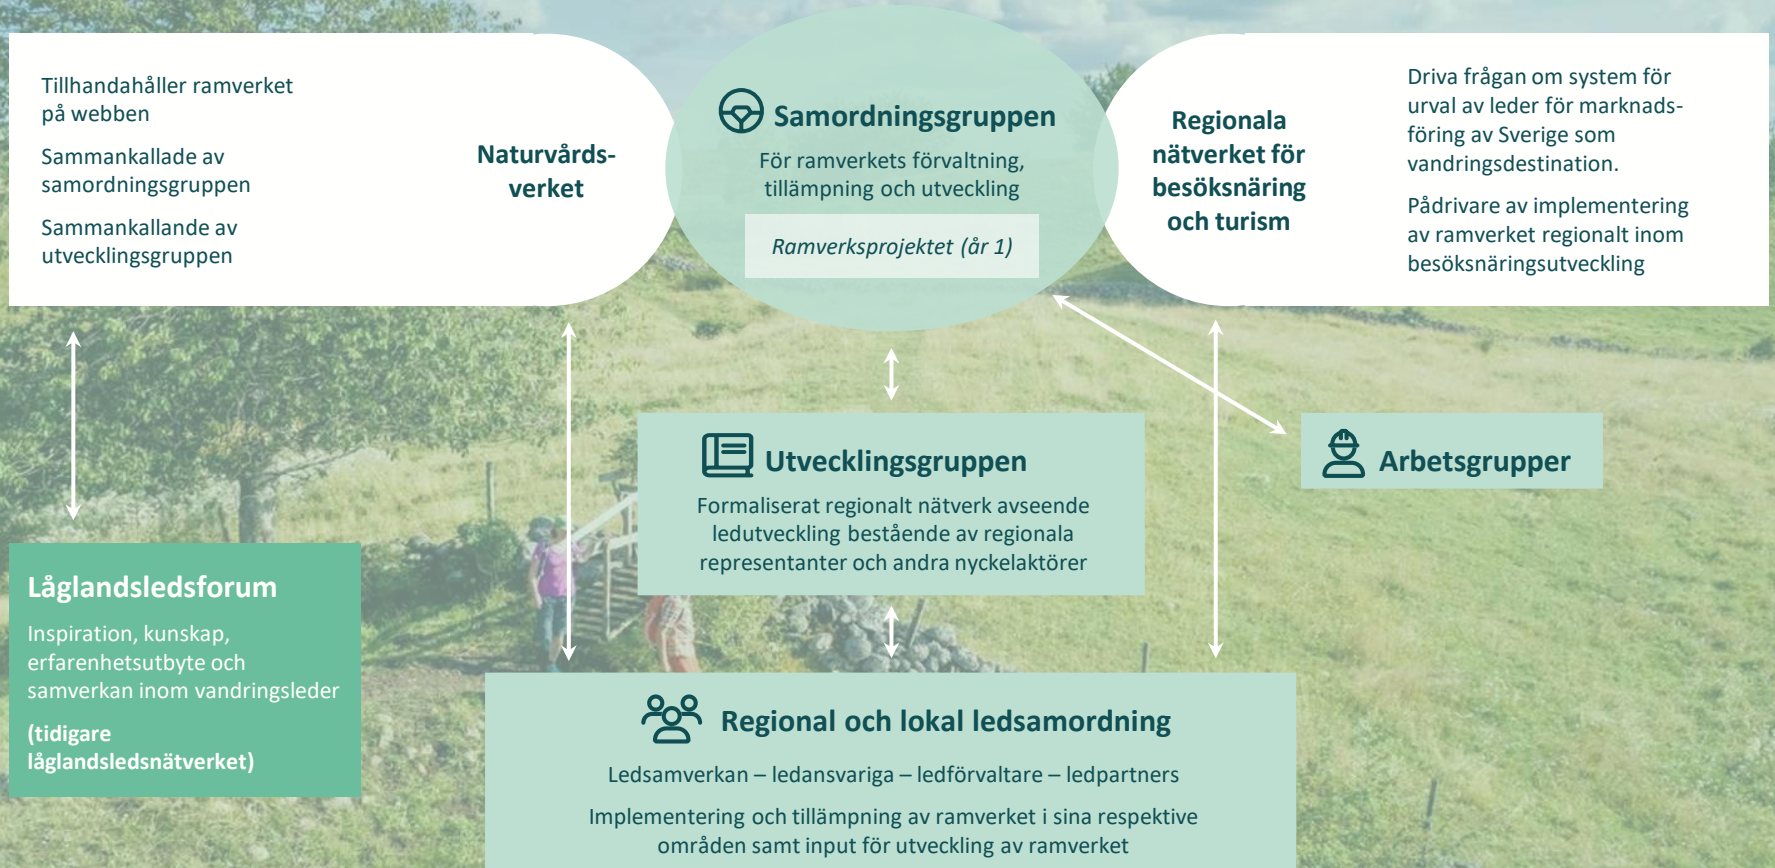 Tillhandahåller ramverket
på webben
Sammankallade av
samordningsgruppen
Sammankallande av
utvecklingsgruppen
Naturvårds-
verket
Samordningsgruppen
För ramverkets förvaltning,
tillämpning och utveckling
Ramverksprojektet (år 1)
Regionala
nätverket för
besöksnäring
och turism
Driva frågan om system för
urval av leder för marknads-
föring av Sverige som
vandringsdestination.
Pådrivare av implementering
av ramverket regionalt inom
besöksnäringsutveckling
Utvecklingsgruppen
Formaliserat regionalt nätverk avseende
ledutveckling bestående av regionala
representanter och andra nyckelaktörer
Arbetsgrupper
Låglandsledsforum
Inspiration, kunskap,
erfarenhetsutbyte och
samverkan inom vandringsleder
(tidigare
låglandsledsnätverket)
Regional och lokal ledsamordning
Ledsamverkan – ledansvariga – ledförvaltare – ledpartners
Implementering och tillämpning av ramverket i sina respektive
områden samt input för utveckling av ramverket